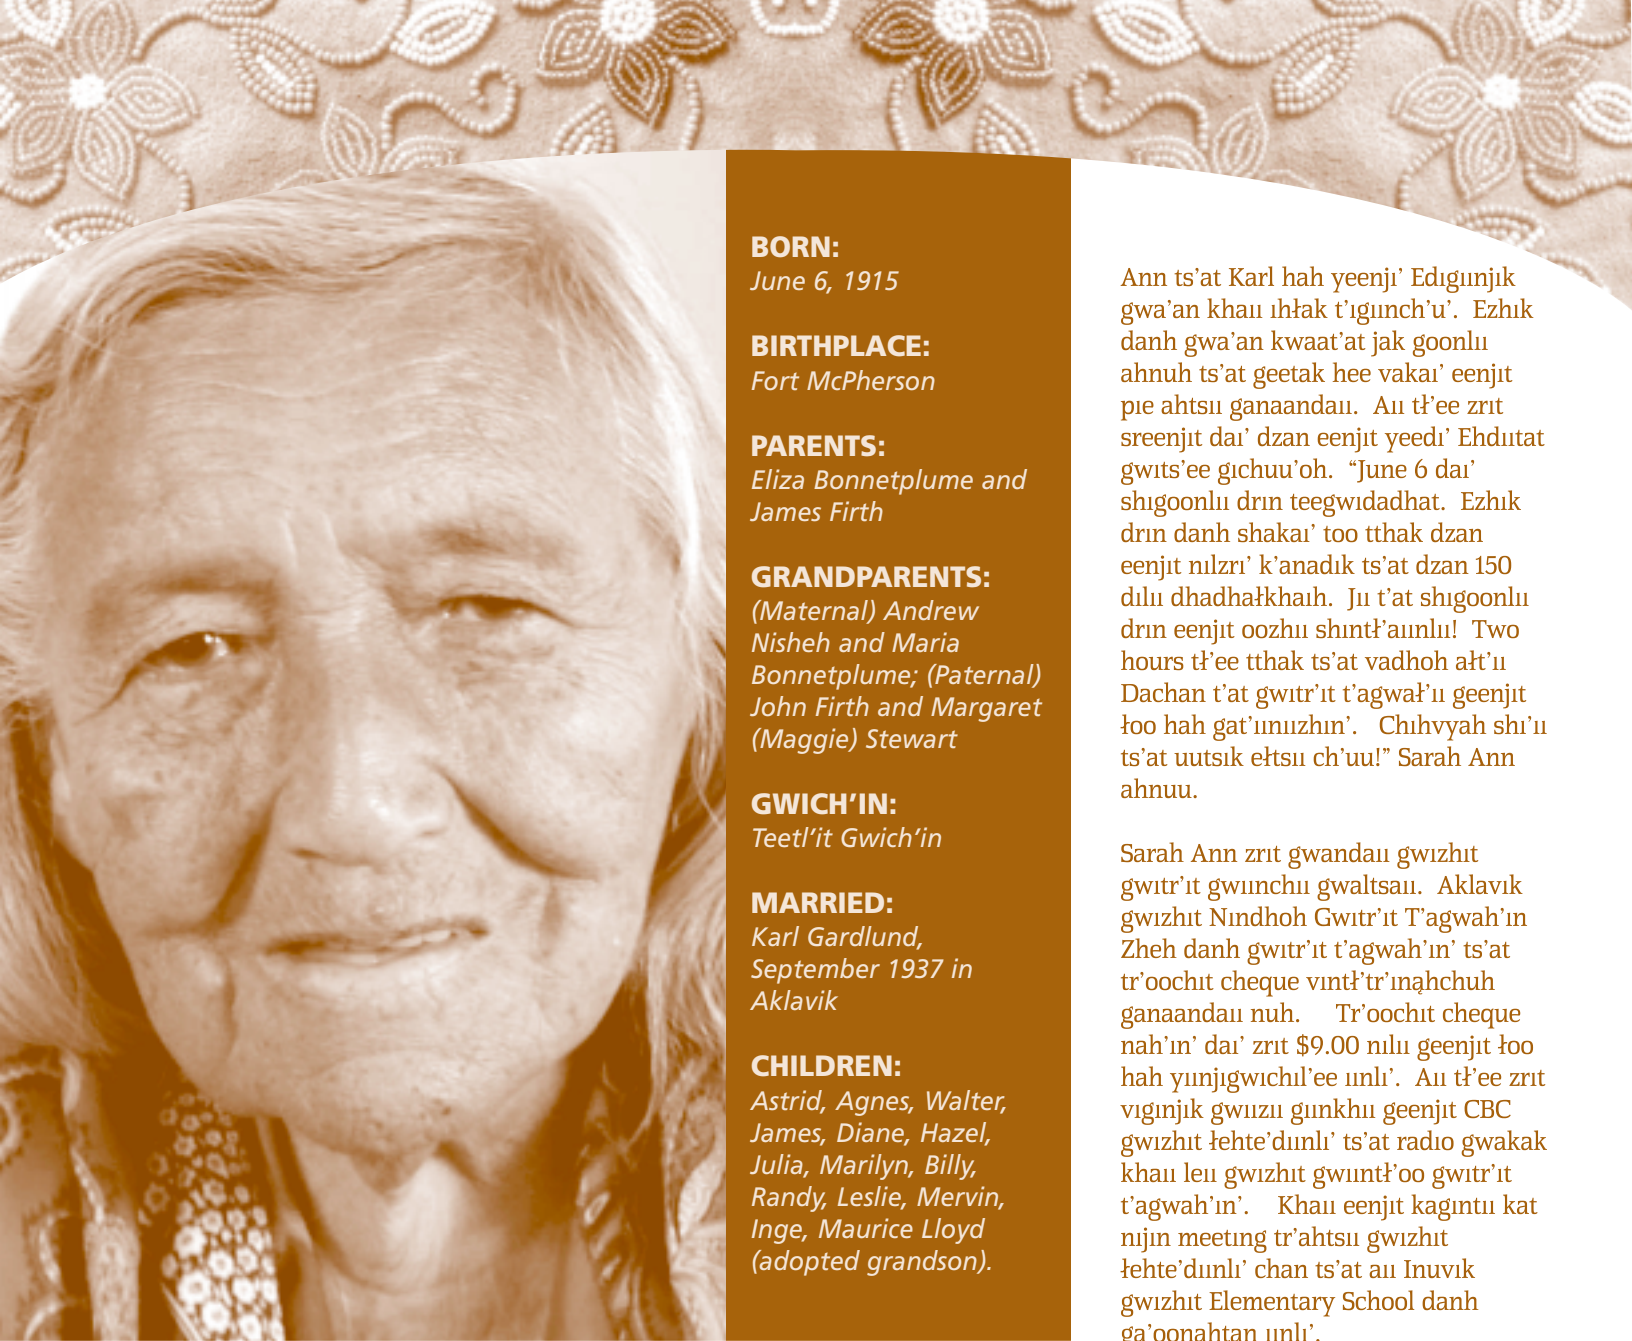 BORN:
June 6, 1915
BIRTHPLACE:
Fort McPherson
PARENTS:
Eliza Bonnetplume and
James Firth
GRANDPARENTS:
(Maternal) Andrew
Nisheh and Maria
Bonnetplume; (Paternal)
John Firth and Margaret
(Maggie) Stewart
GWICH’IN:
Teetl’it Gwich’in
MARRIED:
Karl Gardlund,
September 1937 in
Aklavik
CHILDREN:
Astrid, Agnes, Walter,
James, Diane, Hazel,
Julia, Marilyn, Billy,
Randy, Leslie, Mervin,
Inge, Maurice Lloyd
(adopted grandson).
Ann ts’at Karl hah yeenjı’ Edıgıınjık
gwa’an khaıı ıhłak t’ıgıınch’u’.  Ezhık
danh gwa’an kwaat’at jak goonlıı
ahnuh ts’at geetak hee vakaı’ eenjıt
pıe ahtsıı ganaandaıı.  Aıı tł’ee zrıt
sreenjıt daı’ dzan eenjıt yeedı’ Ehdıitat
gwıts’ee gıchuu’oh.  “June 6 daı’
shıgoonlıı drın teegwıdadhat.  Ezhık
drın danh shakaı’ too tthak dzan
eenjıt nılzrı’ k’anadık ts’at dzan 150
dılıı dhadhałkhaıh.  Jıı t’at shıgoonlıı
drın eenjıt oozhıı shıntł’aıınlıı!  Two
hours tł’ee tthak ts’at vadhoh ałt’ıı
Dachan t’at gwıtr’ıt t’agwał’ıı geenjıt
łoo hah gat’ıınıızhın’.   Chıhvyah shı’ıı
ts’at uutsık ełtsıı ch’uu!” Sarah Ann
ahnuu.
Sarah Ann zrıt gwandaıı gwızhıt
gwıtr’ıt gwıınchıı gwaltsaıı.  Aklavık
gwızhıt Nındhoh Gwıtr’ıt T’agwah’ın
Zheh danh gwıtr’ıt t’agwah’ın’ ts’at
tr’oochıt cheque vıntł’tr’ınąhchuh
ganaandaıı nuh.     Tr’oochıt cheque
nah’ın’ daı’ zrıt $9.00 nılıı geenjıt łoo
hah yıınjıgwıchıl’ee ıınlı’.  Aıı tł’ee zrıt
vıgınjık gwıızıı gıınkhıı geenjıt CBC
gwızhıt łehte’dıınlı’ ts’at radıo gwakak
khaıı leıı gwızhıt gwııntł’oo gwıtr’ıt
t’agwah’ın’.    Khaıı eenjıt kagıntıı kat
nıjın meetıng tr’ahtsıı gwızhıt
łehte’dıınlı’ chan ts’at aıı Inuvık
gwızhıt Elementary School danh
ga’oonahtan ıınlı’.